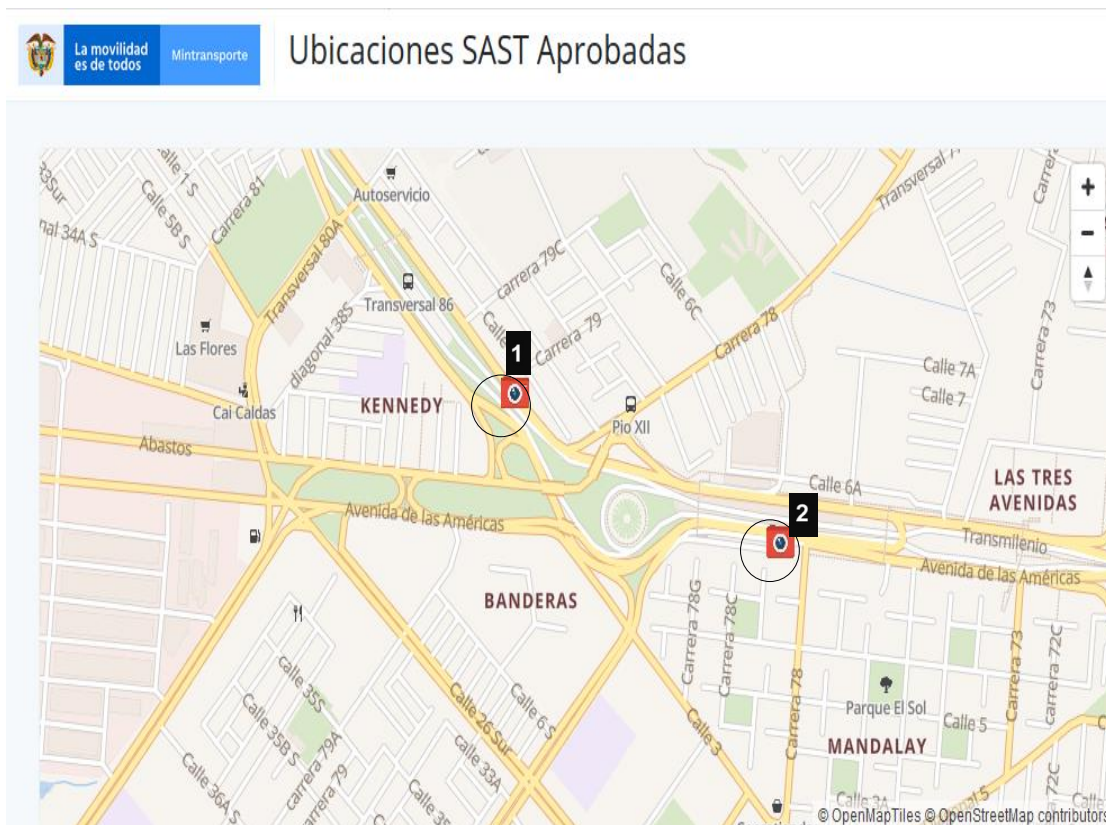 La movilidad
es de todos
Mintransporte
Ubicaciones SAST Aprobadas
33Sur
Calle 1 S
Calle 5B S
Carrera 81
Autoservicio
Transversal 80A
Transversal 86
carrera 79C
Calle 6C
Las Flores
diagonal 38S
1
Carrera 79
Carrera 78
Carrera 73
Calle 7A
Calle 7
Cai Caldas
KENNEDY
Pio XII
Abastos
Calle 6A
LAS TRES
AVENIDAS
2
Avenida de las Américas
Transmilenio
Avenida de las Américas
BANDERAS
Carrera 78G
Carrera 78C
Carrera 78
Carrera 73
Carrera 72C
Parque El Sol
Calle 5
calle 35S
Calle 6 S
Calle 26 Sur
Calle 3
MANDALAY
Calle 35B S
carrera 79A
calle 33A
Calle 36A S
carrera 79
Calle 3A
© OpenMapTiles © OpenStreetMap contributors